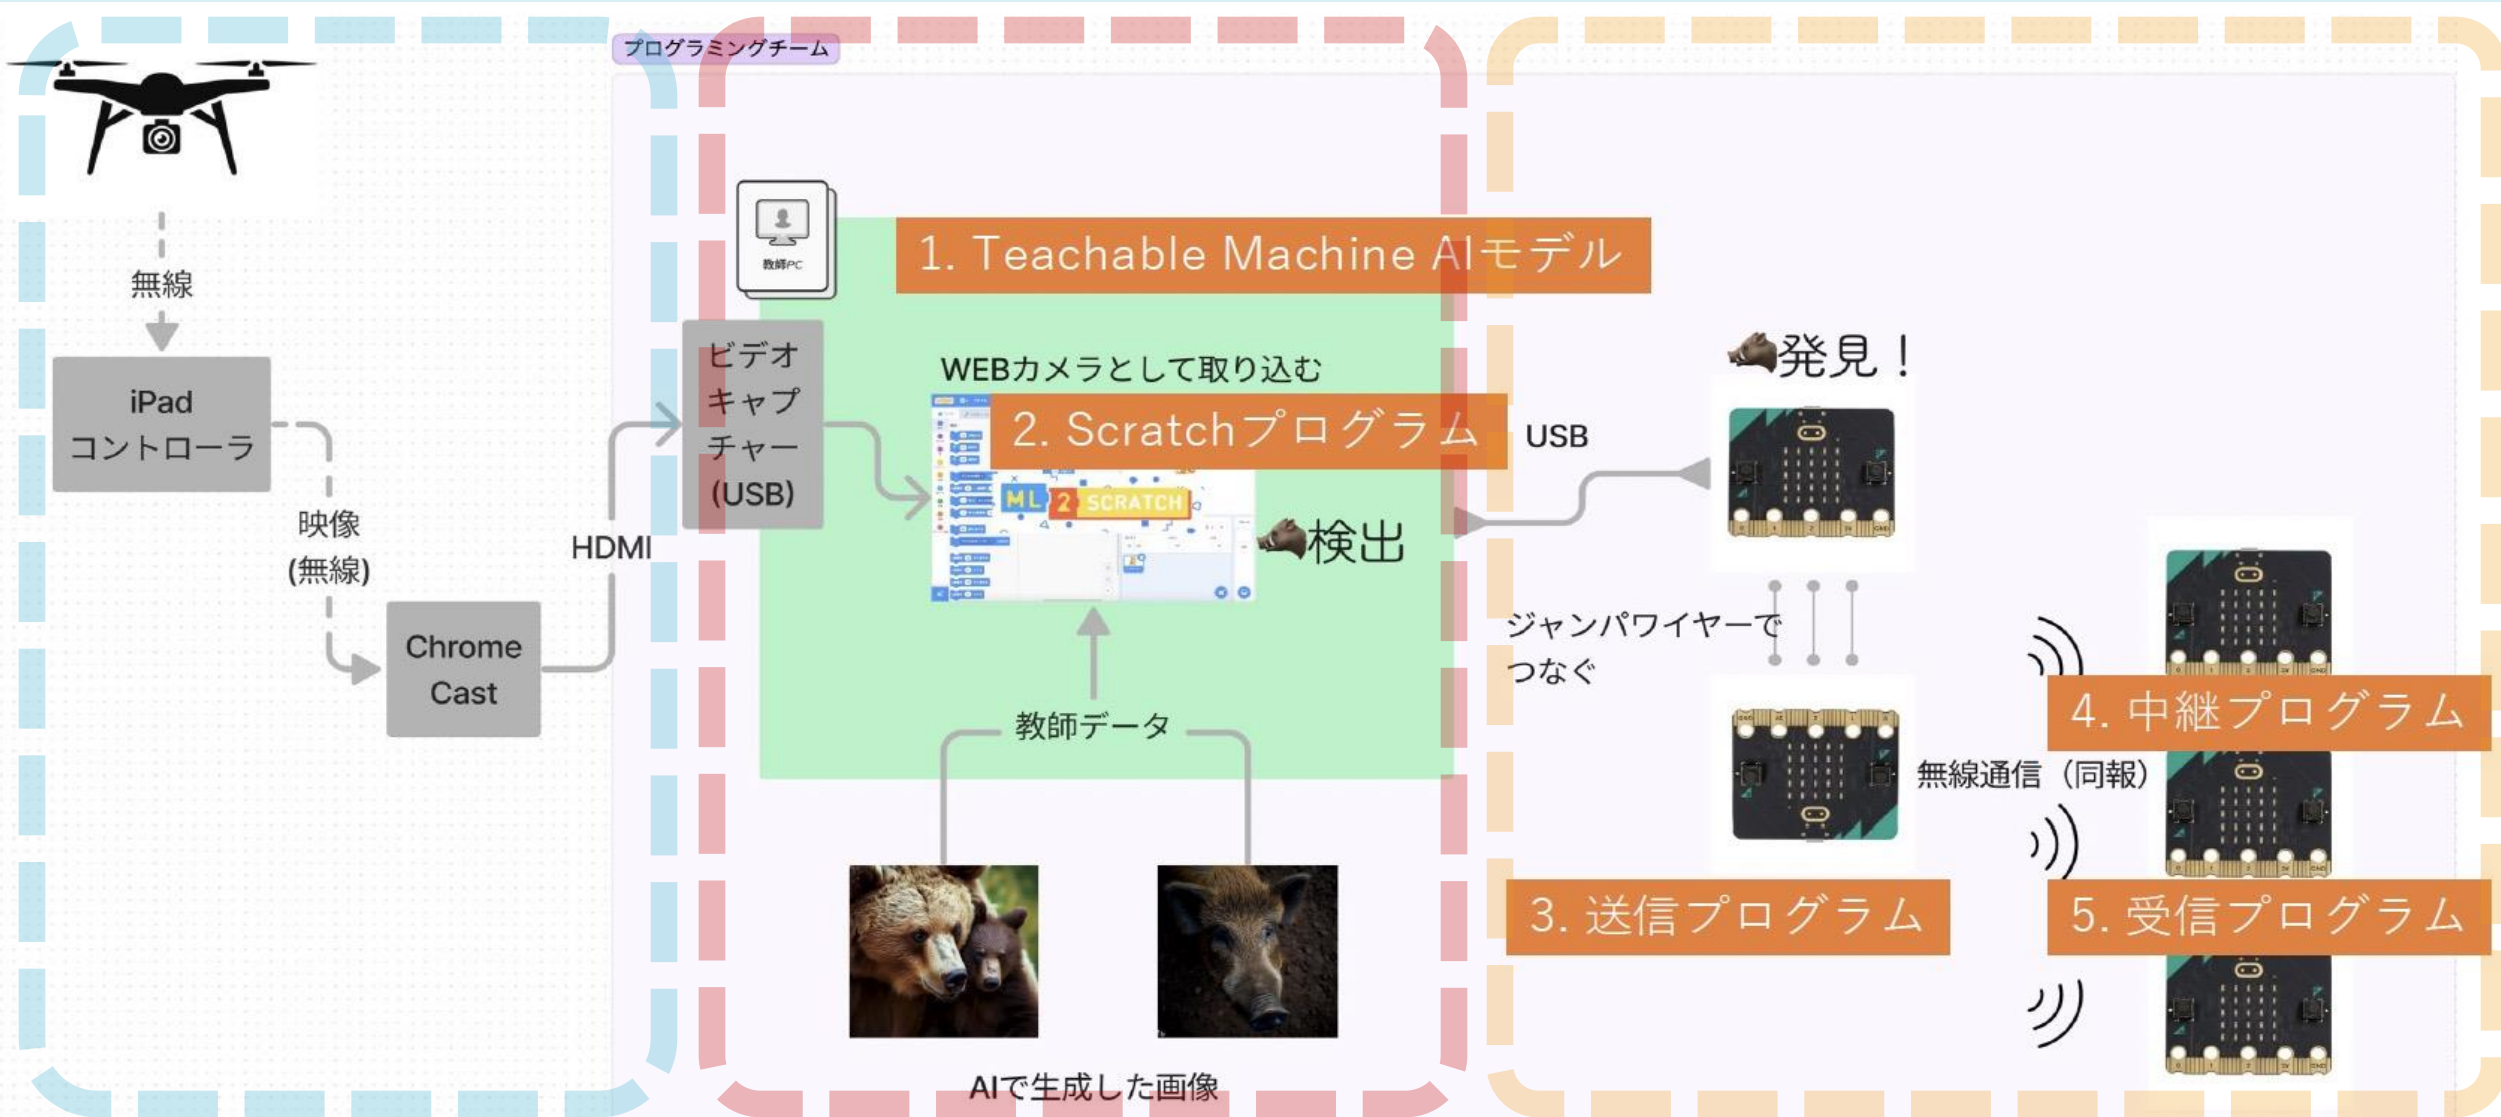 プログラミングチーム
無線
iPad
コントローラ
映像
(無線)
Chrome
Cast
HDMI
教師PC
ビデオ
キャプ
チャー
(USB)
1. Teachable Machine AIモデル
WEBカメラとして取り込む
2. Scratchプログラム
ML 2 SCRATCH
検出
教師データ
AIで生成した画像
USB
発見！
ジャンパワイヤーで
つなぐ
3. 送信プログラム
無線通信（同報）
4. 中継プログラム
5. 受信プログラム